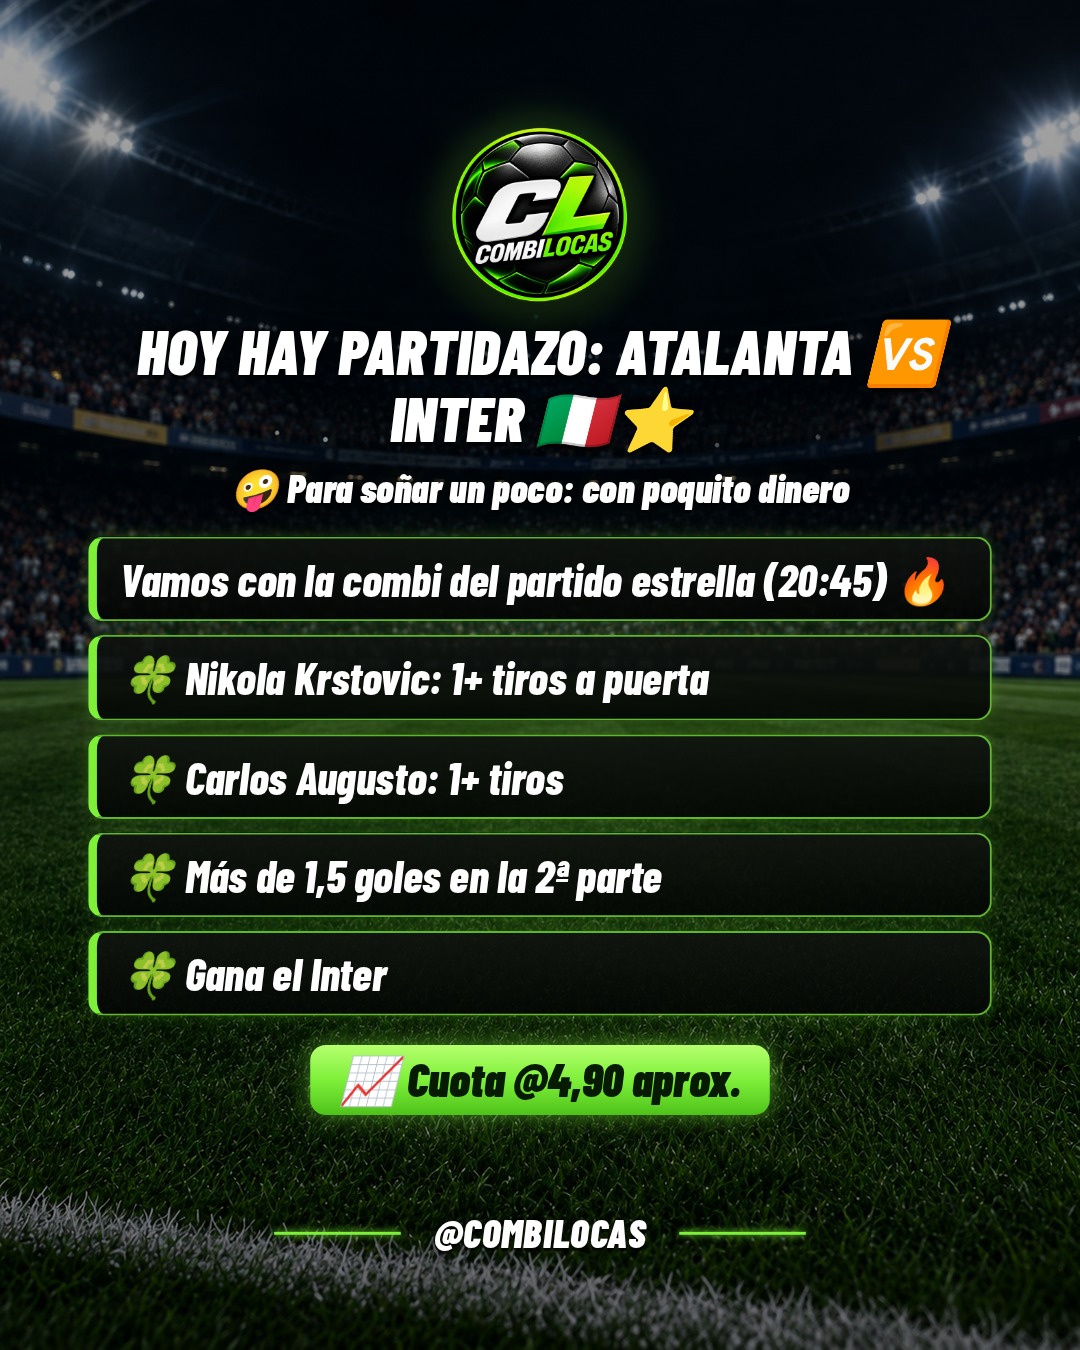 CL
COMBILOCAS
HOY HAY PARTIDAZO: ATALANTA 🆚
INTER 🇮🇹⭐
🤪 Para soñar un poco: con poquito dinero
Vamos con la combi del partido estrella (20:45) 🔥
🍀 Nikola Krstovic: 1+ tiros a puerta
🍀 Carlos Augusto: 1+ tiros
🍀 Más de 1,5 goles en la 2ª parte
🍀 Gana el Inter
📈 Cuota @4,90 aprox.
@COMBILOCAS